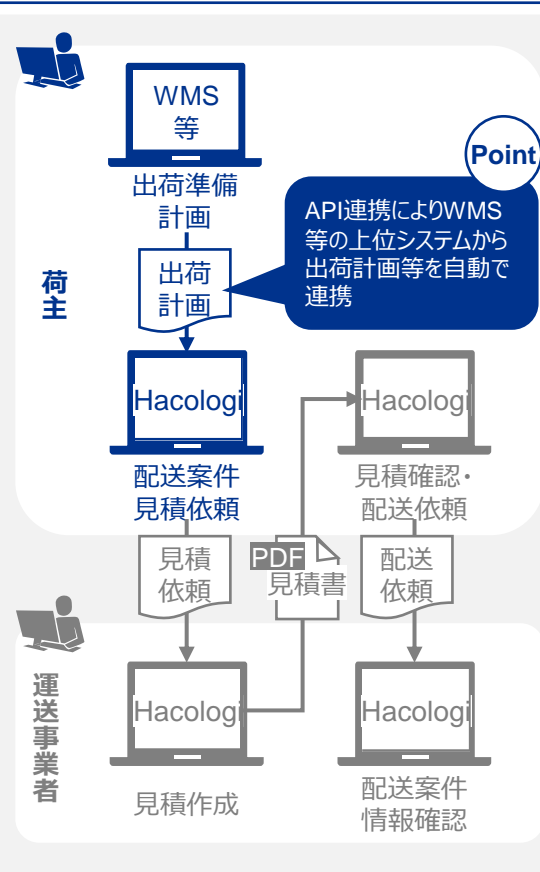 WMS
等
出荷準備
計画
Point
API連携によりWMS
等の上位システムから
出荷計画等を自動で
連携
出荷
計画
荷主
Hacologi
配送案件
見積依頼
Hacologi
見積確認・
配送依頼
見積
依頼
PDF
見積書
配送
依頼
運送事業者
Hacologi
見積作成
Hacologi
配送案件
情報確認